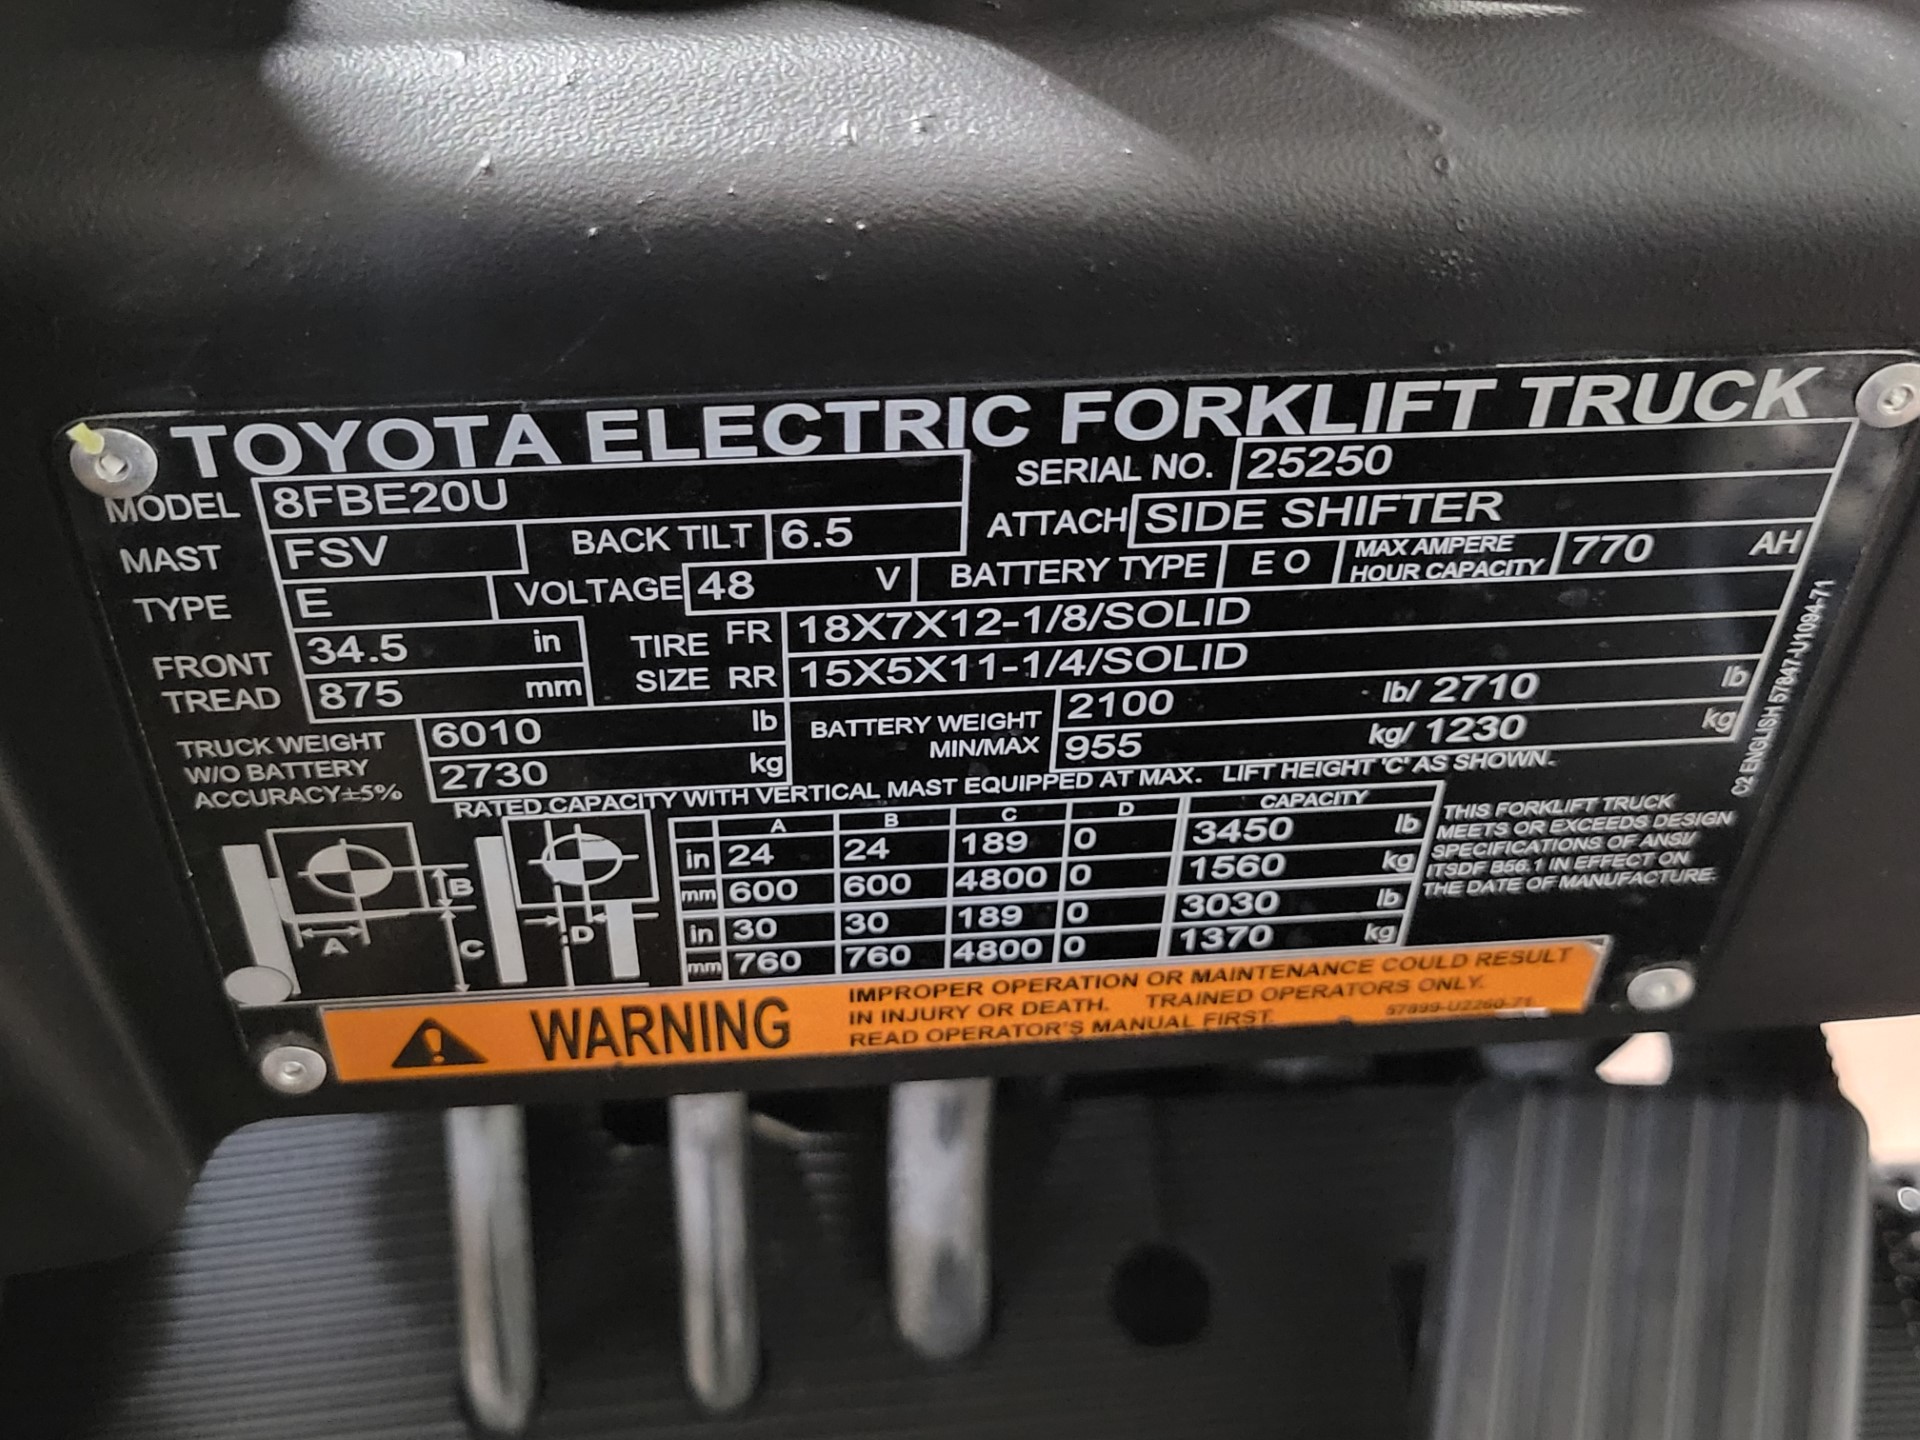 TOYOTA ELECTRIC FORKLIFT TRUCK
MODEL 8FBE20U SERIAL NO. 25250
MAST FSV BACK TILT 6.5 ATTACH SIDE SHIFTER
TYPE E VOLTAGE 48 V BATTERY TYPE E O MAX AMPERE HOUR CAPACITY 770 AH
FRONT TREAD 34.5 in TIRE SIZE FR 18X7X12-1/8/SOLID
875 mm RR 15X5X11-1/4/SOLID
TRUCK WEIGHT W/O BATTERY ACCURACY±5% 6010 lb BATTERY WEIGHT MIN/MAX 2100 lb/ 2710 lb
2730 kg 955 kg/ 1230 kg
RATED CAPACITY WITH VERTICAL MAST EQUIPPED AT MAX. LIFT HEIGHT 'C' AS SHOWN.
A B C D CAPACITY
in 24 24 189 0 3450 lb
mm 600 600 4800 0 1560 kg
in 30 30 189 0 3030 lb
mm 760 760 4800 0 1370 kg
A B C D
THIS FORKLIFT TRUCK
MEETS OR EXCEEDS DESIGN
SPECIFICATIONS OF ANSI/
ITSDF B56.1 IN EFFECT ON
THE DATE OF MANUFACTURE.
C2 ENGLISH 57847-U1094-71
WARNING
IMPROPER OPERATION OR MAINTENANCE COULD RESULT
IN INJURY OR DEATH. TRAINED OPERATORS ONLY.
READ OPERATOR'S MANUAL FIRST. 57899-U2260-71